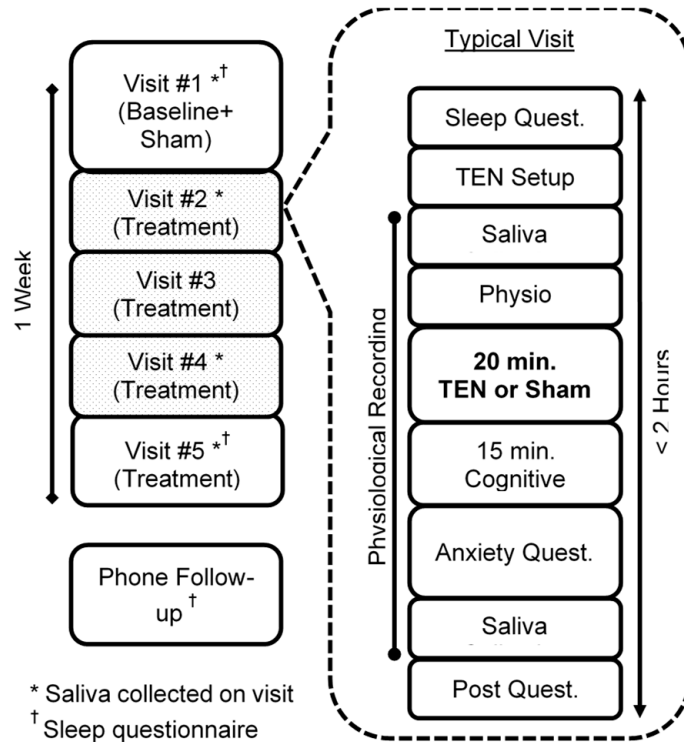 Visit #1 *†
(Baseline+
Sham)
Visit #2 *
(Treatment)
Visit #3
(Treatment)
Visit #4 *
(Treatment)
Visit #5 *†
(Treatment)
1 Week
Phone Follow-
up †
* Saliva collected on visit
† Sleep questionnaire
Typical Visit
Sleep Quest.
TEN Setup
Saliva
Physio
20 min.
TEN or Sham
15 min.
Cognitive
Anxiety Quest.
Saliva
Post Quest.
Physiological Recording
< 2 Hours